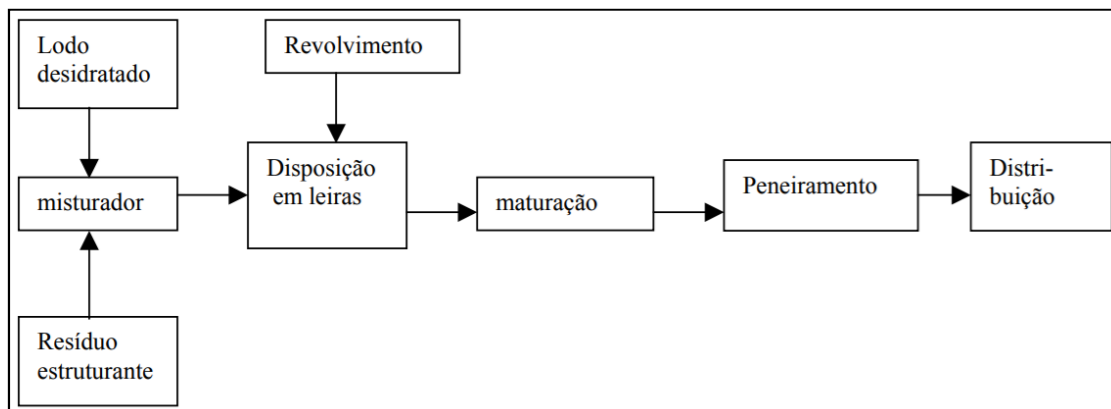 Lodo
desidratado
Revolvimento
misturador
Disposição
em leiras
maturação
Peneiramento
Distri-
buição
Resíduo
estruturante